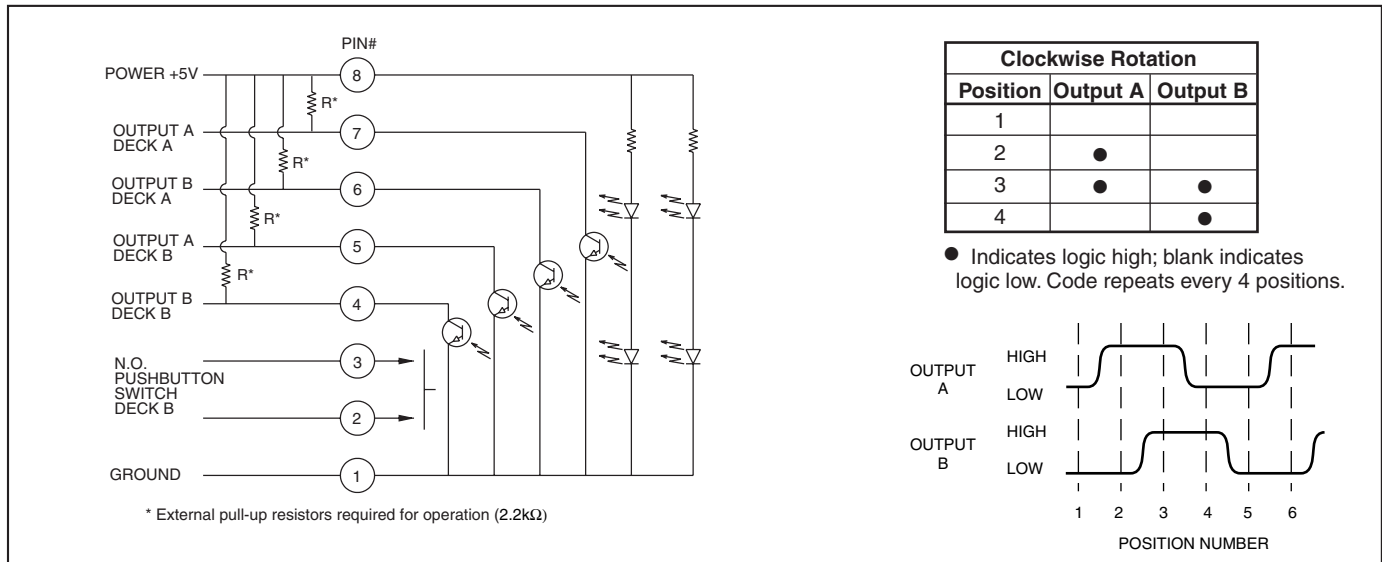 PIN#
POWER +5V
8
R*
OUTPUT A
DECK A
7
R*
OUTPUT B
DECK A
6
R*
OUTPUT A
DECK B
5
R*
OUTPUT B
DECK B
4
N.O.
PUSHBUTTON
SWITCH
DECK B
3
2
GROUND
1
* External pull-up resistors required for operation (2.2kΩ)
Clockwise Rotation
Position Output A Output B
1
2 ●
3 ● ●
4 ●
● Indicates logic high; blank indicates
logic low. Code repeats every 4 positions.
OUTPUT
A
HIGH
LOW
OUTPUT
B
HIGH
LOW
1 2 3 4 5 6
POSITION NUMBER